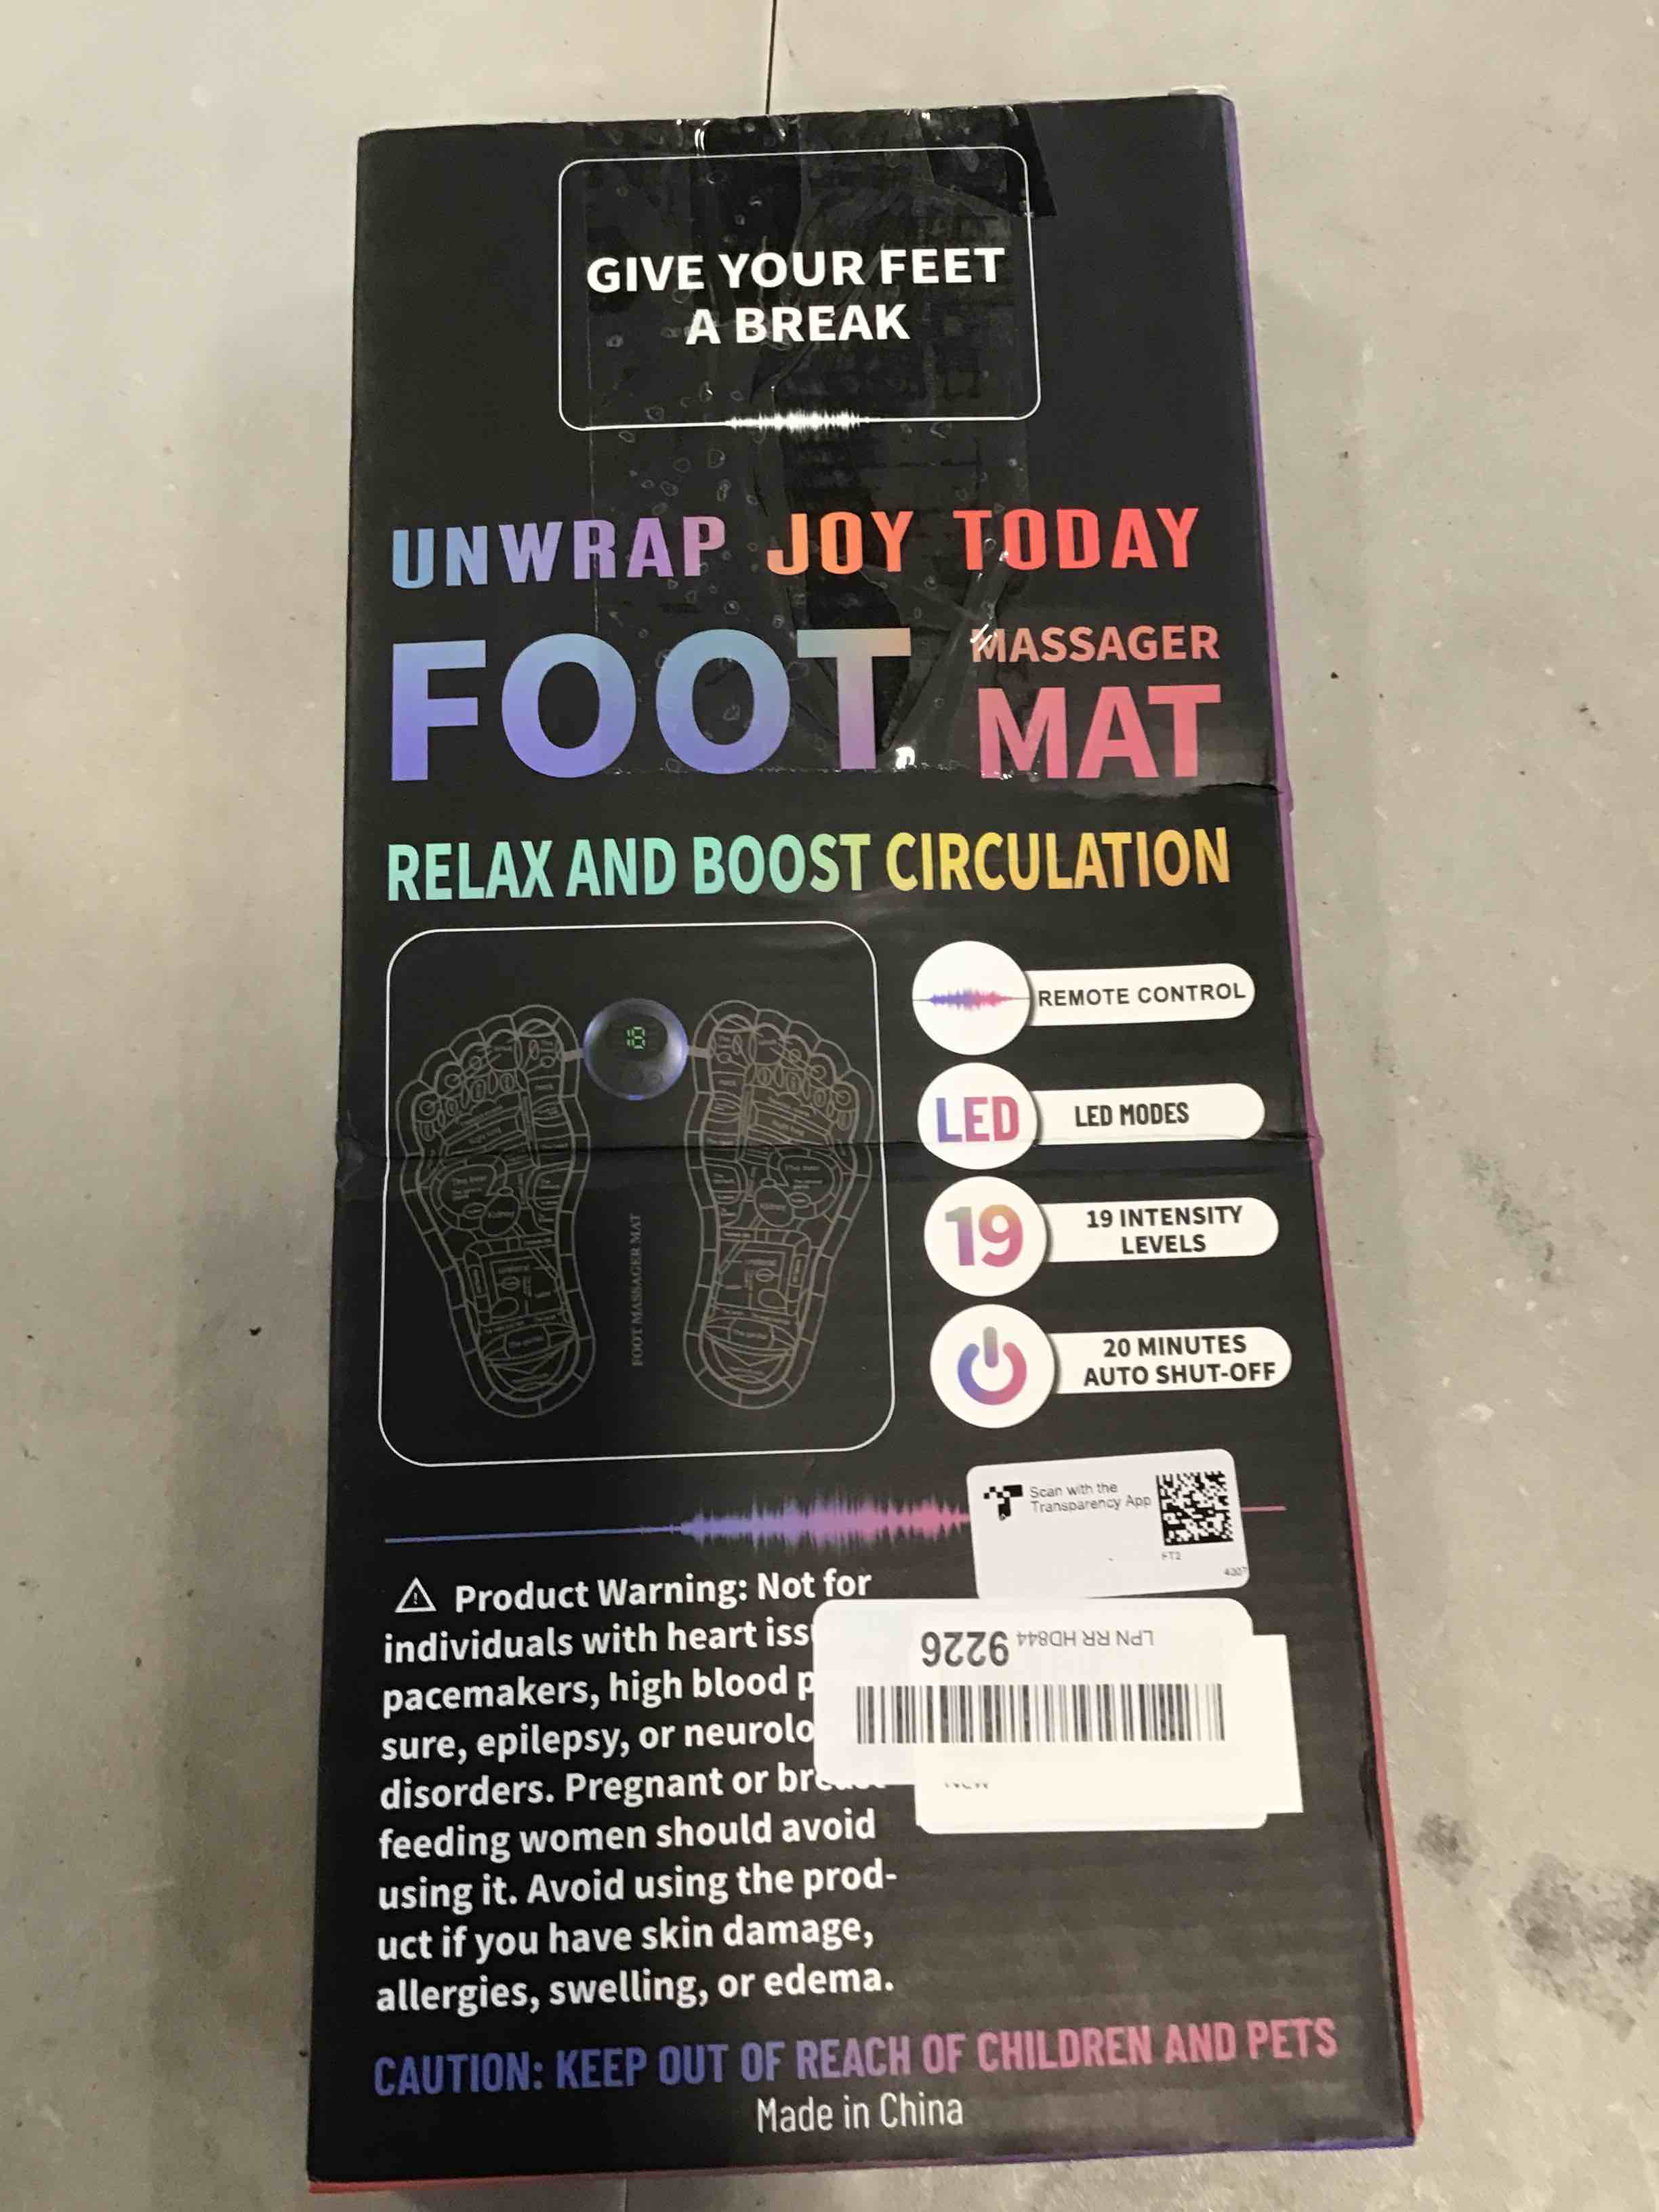 GIVE YOUR FEET
A BREAK
UNWRAP JOY TODAY
FOOT MASSAGER
MAT
RELAX AND BOOST CIRCULATION
18
FOOT MASSAGER MAT
REMOTE CONTROL
LED LED MODES
19 19 INTENSITY
LEVELS
20 MINUTES
AUTO SHUT-OFF
Scan with the
Transparency App
FT2
4307
⚠ Product Warning: Not for
individuals with heart
pacemakers, high blood
sure, epilepsy, or
disorders. Pregnant or
feeding women should avoid
using it. Avoid using the prod-
uct if you have skin damage,
allergies, swelling, or edema.
LPN RR HD844 9226
New
CAUTION: KEEP OUT OF REACH OF CHILDREN AND PETS
Made in China